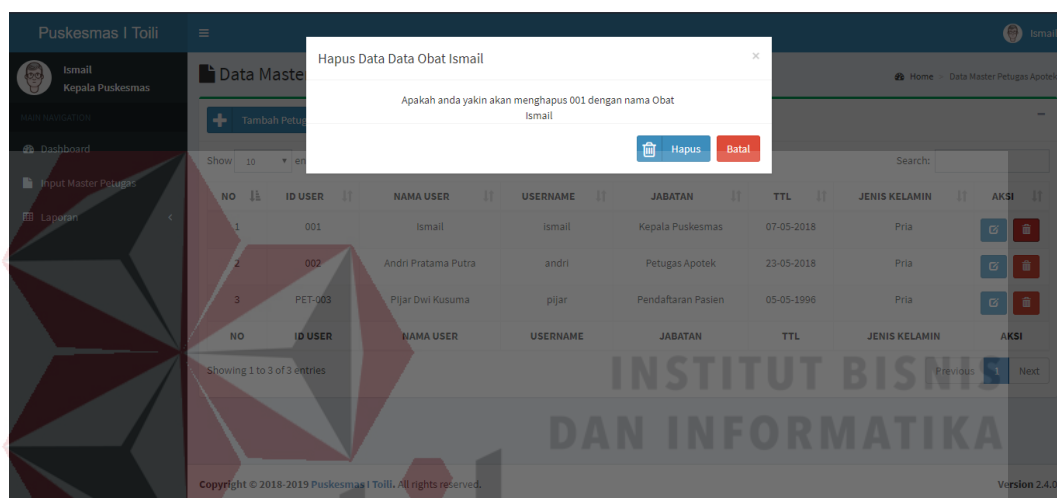 Puskesmas I Toili
Ismail
Ismail
Kepala Puskesmas
MAIN NAVIGATION
Dashboard
Input Master Petugas
Laporan
Data Maste
Home > Data Master Petugas Apotek
Hapus Data Data Obat Ismail ×
Apakah anda yakin akan menghapus 001 dengan nama Obat
Ismail
Hapus Batal
Tambah Petug
Show 10 en
Search:
NO ID USER NAMA USER USERNAME JABATAN TTL JENIS KELAMIN AKSI
1 001 Ismail ismail Kepala Puskesmas 07-05-2018 Pria
2 002 Andri Pratama Putra andri Petugas Apotek 23-05-2018 Pria
3 PET-003 Pijar Dwi Kusuma pijar Pendaftaran Pasien 05-05-1996 Pria
NO ID USER NAMA USER USERNAME JABATAN TTL JENIS KELAMIN AKSI
Showing 1 to 3 of 3 entries
Previous 1 Next
INSTITUT BISNIS
DAN INFORMATIKA
Copyright © 2018-2019 Puskesmas I Toili. All rights reserved.
Version 2.4.0